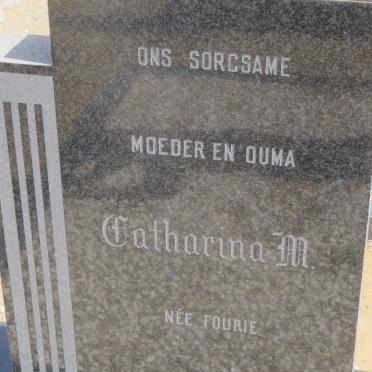 ONS SORGSAME
MOEDER EN OUMA
Catharina M.
NÉE FOURIE